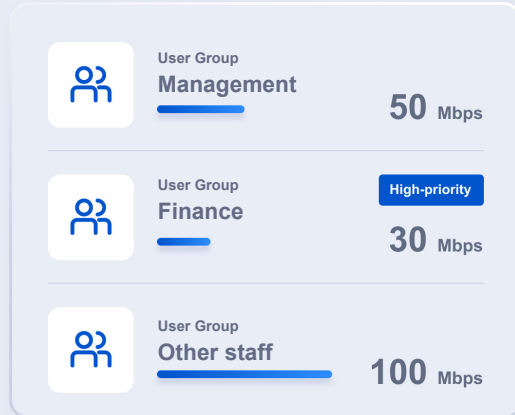 User Group
Management
50 Mbps
User Group
High-priority
Finance
30 Mbps
User Group
Other staff
100 Mbps